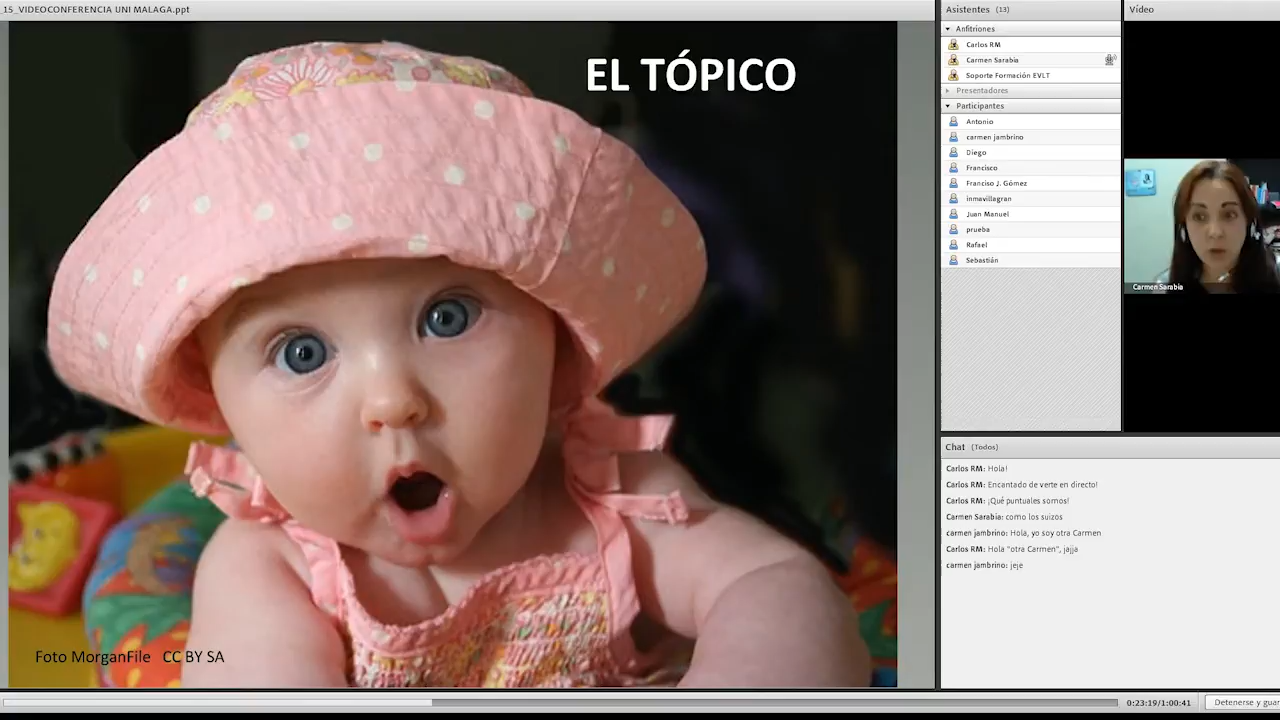 _15_VIDEOCONFERENCIA UNI MALAGA.ppt
EL TÓPICO
Foto MorganFile CC BY SA
Asistentes (13)
Anfitriones
Carlos RM
Carmen Sarabia
Soporte Formación EVLT
Presentadores
Participantes
Antonio
carmen jambrino
Diego
Francisco
Franciso J. Gómez
inmavillagran
Juan Manuel
prueba
Rafael
Sebastián
Vídeo
Carmen Sarabia
Chat (Todos)
Carlos RM: Hola!
Carlos RM: Encantado de verte en directo!
Carlos RM: ¡Qué puntuales somos!
Carmen Sarabia: como los suizos
carmen jambrino: Hola, yo soy otra Carmen
Carlos RM: Hola "otra Carmen", jajja
carmen jambrino: jeje
0:23:19/1:00:41
Detenerse y guar